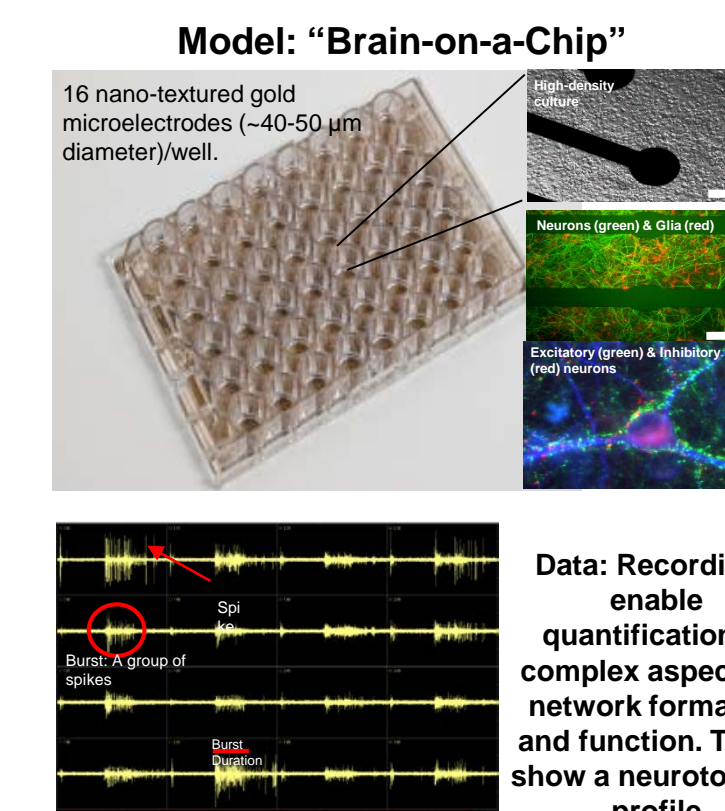 Model: “Brain-on-a-Chip”
16 nano-textured gold
microelectrodes (~40-50 µm
diameter)/well.
High-density
culture
Neurons (green) & Glia (red)
Excitatory (green) & Inhibitory
(red) neurons
Spi
ke
Burst: A group of
spikes
Burst
Duration
Data: Recordi
enable
quantification
complex aspec
network forma
and function. T
show a neuroto
profile